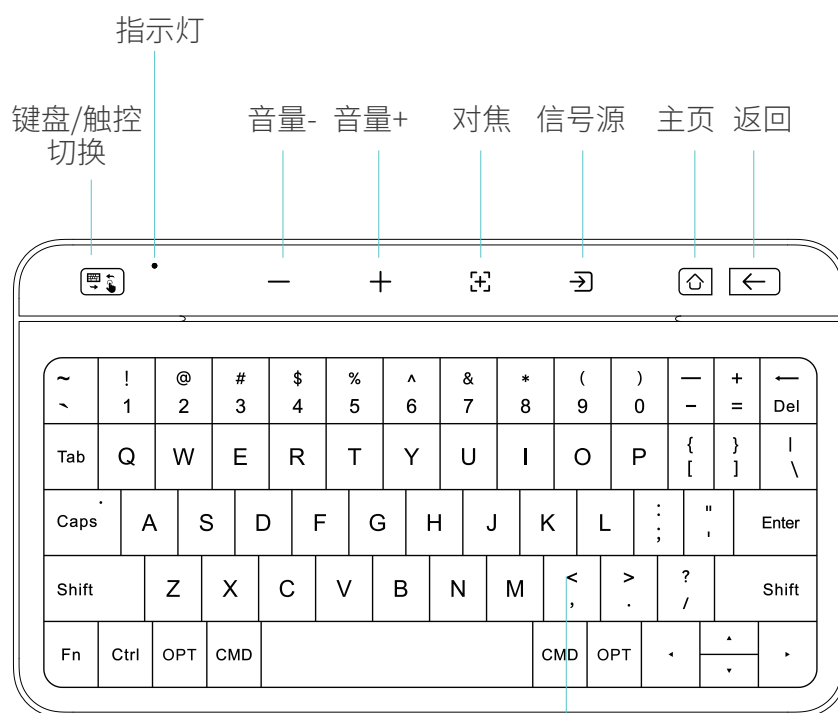 指示灯
键盘/触控
切换
音量- 音量+ 对焦 信号源 主页 返回
~ ! @ # $ % ^ & * ( ) — + ←
` 1 2 3 4 5 6 7 8 9 0 - = Del
Tab Q W E R T Y U I O P { [ } ] | \
Caps A S D F G H J K L : ; " ' Enter
Shift Z X C V B N M < , > . ? / Shift
Fn Ctrl OPT CMD CMD OPT